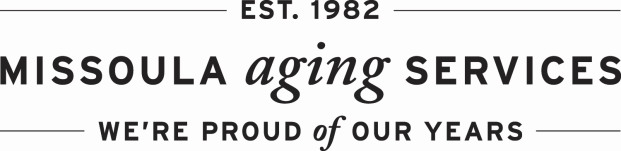 EST. 1982
MISSOULA aging SERVICES
WE'RE PROUD of OUR YEARS